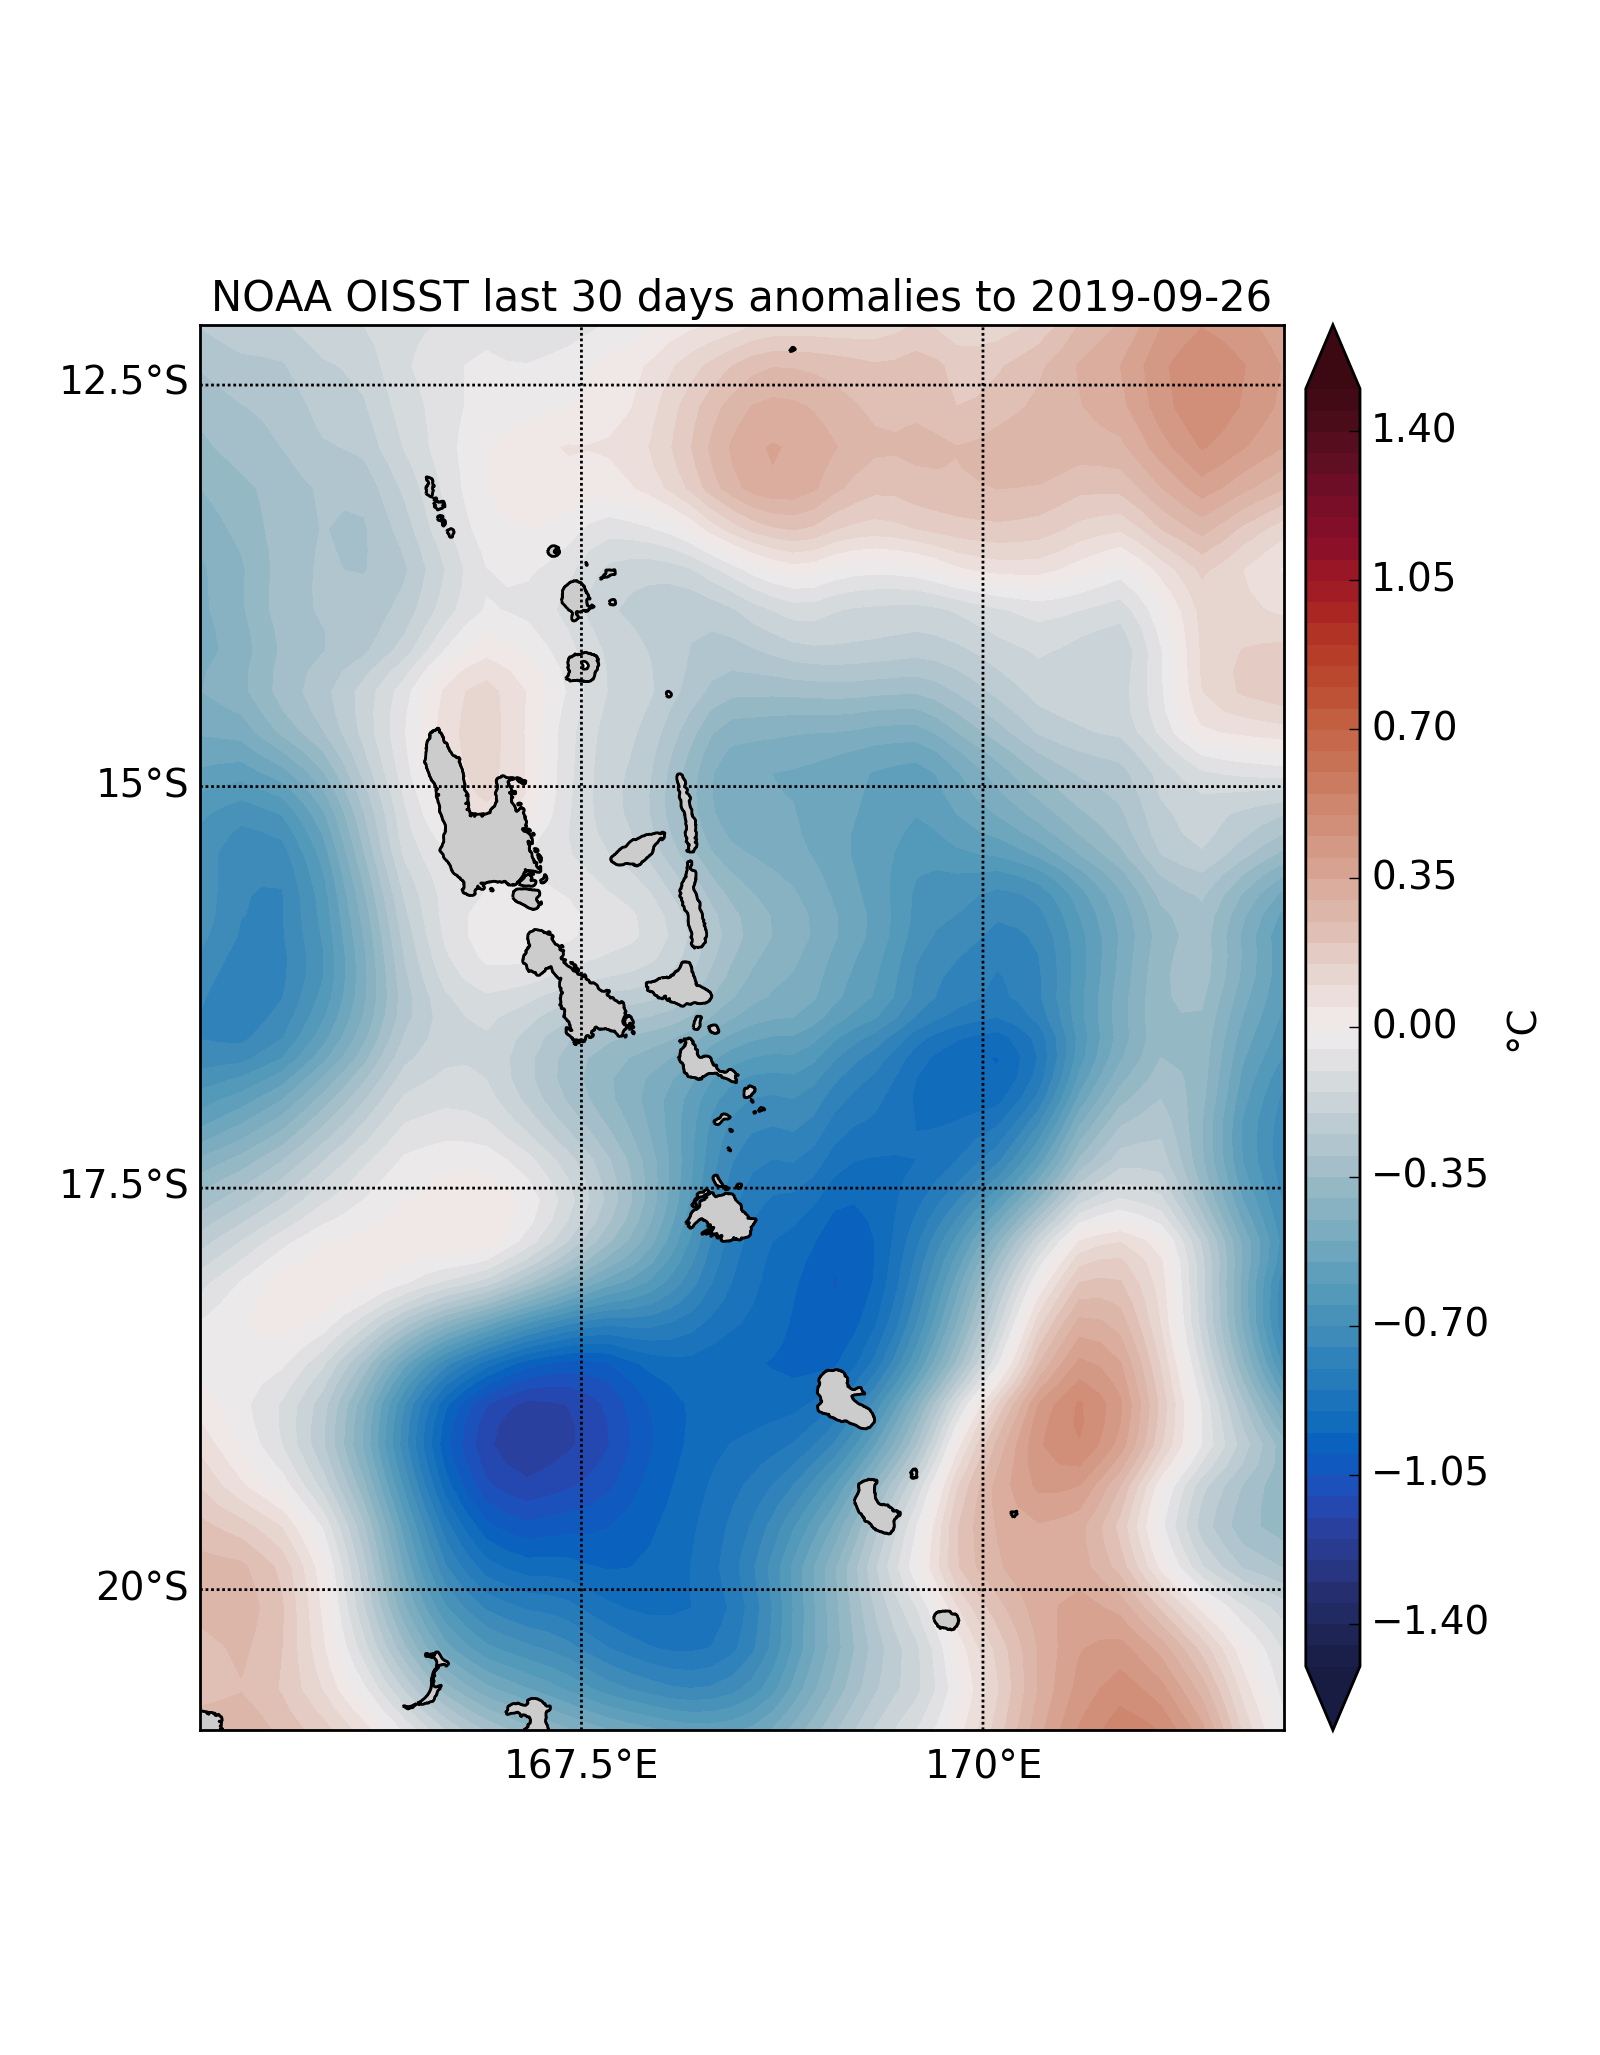 NOAA OISST last 30 days anomalies to 2019-09-26
12.5°S
15°S
17.5°S
20°S
167.5°E
170°E
1.40
1.05
0.70
0.35
0.00
−0.35
−0.70
−1.05
−1.40
°C